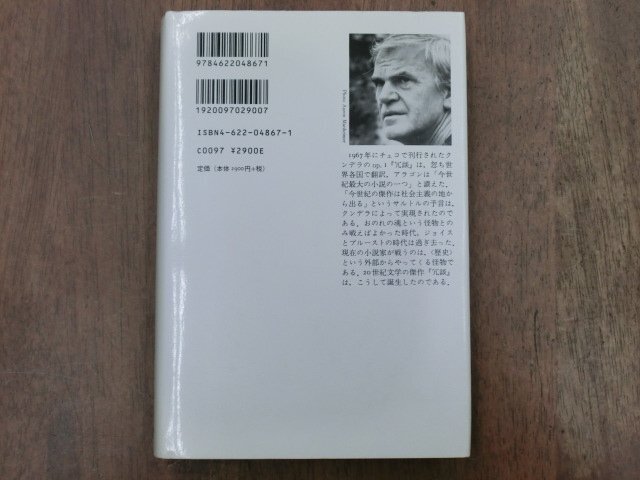 9784622048671
1920097029007
ISBN4-622-04867-1
C0097 ¥2900E
定価（本体 2900円+税）
1967年にチェコで刊行されたク
ンデラの op. 1『冗談』は，忽ち世
界各国で翻訳，アラゴンは「今世
紀最大の小説の一つ」と讃えた．
「今世紀の傑作は社会主義の地か
ら出る」というサルトルの予言は，
クンデラによって実現されたので
ある．おのれの魂という怪物との
み戦えばよかった時代，ジョイス
とプルーストの時代は過ぎ去った．
現在の小説家が戦うのは，〈歴史〉
という外部からやってくる怪物で
ある．20世紀文学の傑作『冗談』
は，こうして誕生したのである．